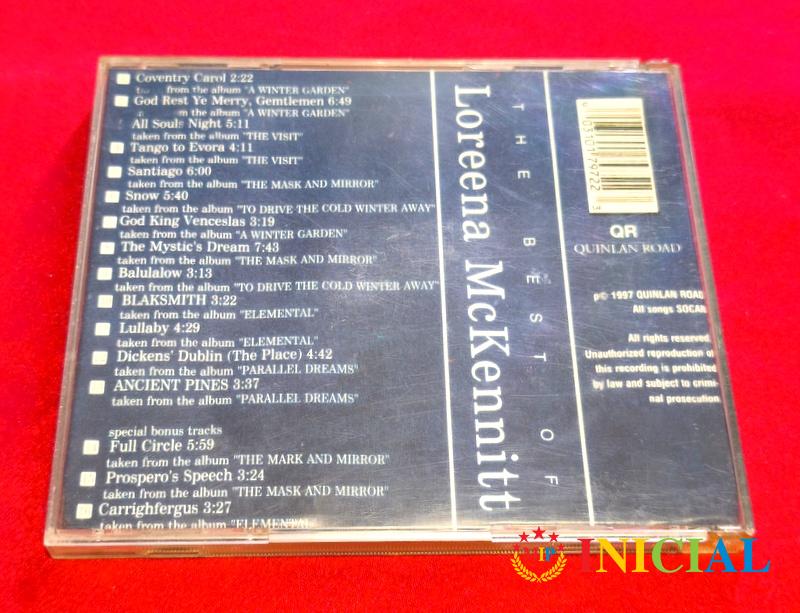 Coventry Carol 2:22
from the album "A WINTER GARDEN"
God Rest Ye Merry, Gemtlemen 6:49
from the album "A WINTER GARDEN"
All Souls Night 5:11
taken from the album "THE VISIT"
Tango to Evora 4:11
taken from the album "THE VISIT"
Santiago 6:00
taken from the album "THE MASK AND MIRROR"
Snow 5:40
taken from the album "TO DRIVE THE COLD WINTER AWAY"
God King Venceslas 3:19
taken from the album "A WINTER GARDEN"
The Mystic's Dream 7:43
taken from the album "THE MASK AND MIRROR"
Balulalow 3:13
taken from the album "TO DRIVE THE COLD WINTER AWAY"
BLAKSMITH 3:22
taken from the album "ELEMENTAL"
Lullaby 4:29
taken from the album "ELEMENTAL"
Dickens' Dublin (The Place) 4:42
taken from the album "PARALLEL DREAMS"
ANCIENT PINES 3:37
taken from the album "PARALLEL DREAMS"
special bonus tracks
Full Circle 5:59
taken from the album "THE MARK AND MIRROR"
Prospero's Speech 3:24
taken from the album "THE MASK AND MIRROR"
Carrighfergus 3:27
taken from the album "ELEMENTAL"
THE BEST OF
Loreena McKennitt
QR
QUINLAN ROAD
p© 1997 QUINLAN ROAD
All songs SOCAN
All rights reserved.
Unauthorized reproduction of
this recording is prohibited
by law and subject to crimi-
nal prosecution
VIP
INICIAL